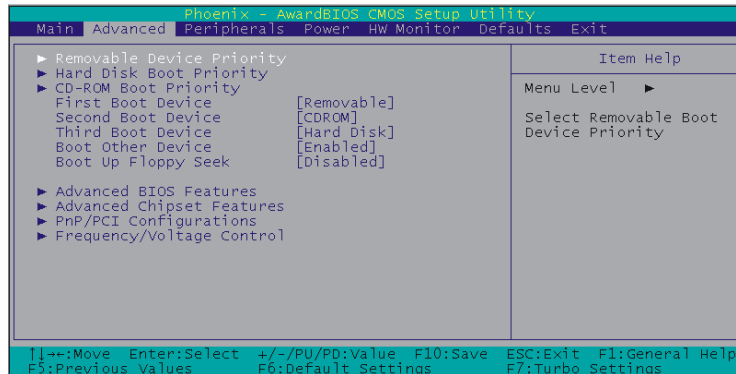 Phoenix - AwardBIOS CMOS Setup Utility
Main Advanced Peripherals Power HW Monitor Defaults Exit
► Removable Device Priority
► Hard Disk Boot Priority
► CD-ROM Boot Priority
First Boot Device [Removable]
Second Boot Device [CDROM]
Third Boot Device [Hard Disk]
Boot Other Device [Enabled]
Boot Up Floppy Seek [Disabled]
► Advanced BIOS Features
► Advanced Chipset Features
► PnP/PCI Configurations
► Frequency/Voltage Control
Item Help
Menu Level ►
Select Removable Boot
Device Priority
↑↓→←:Move Enter:Select +/-/PU/PD:Value F10:Save ESC:Exit F1:General Help
F5:Previous Values F6:Default Settings F7:Turbo Settings